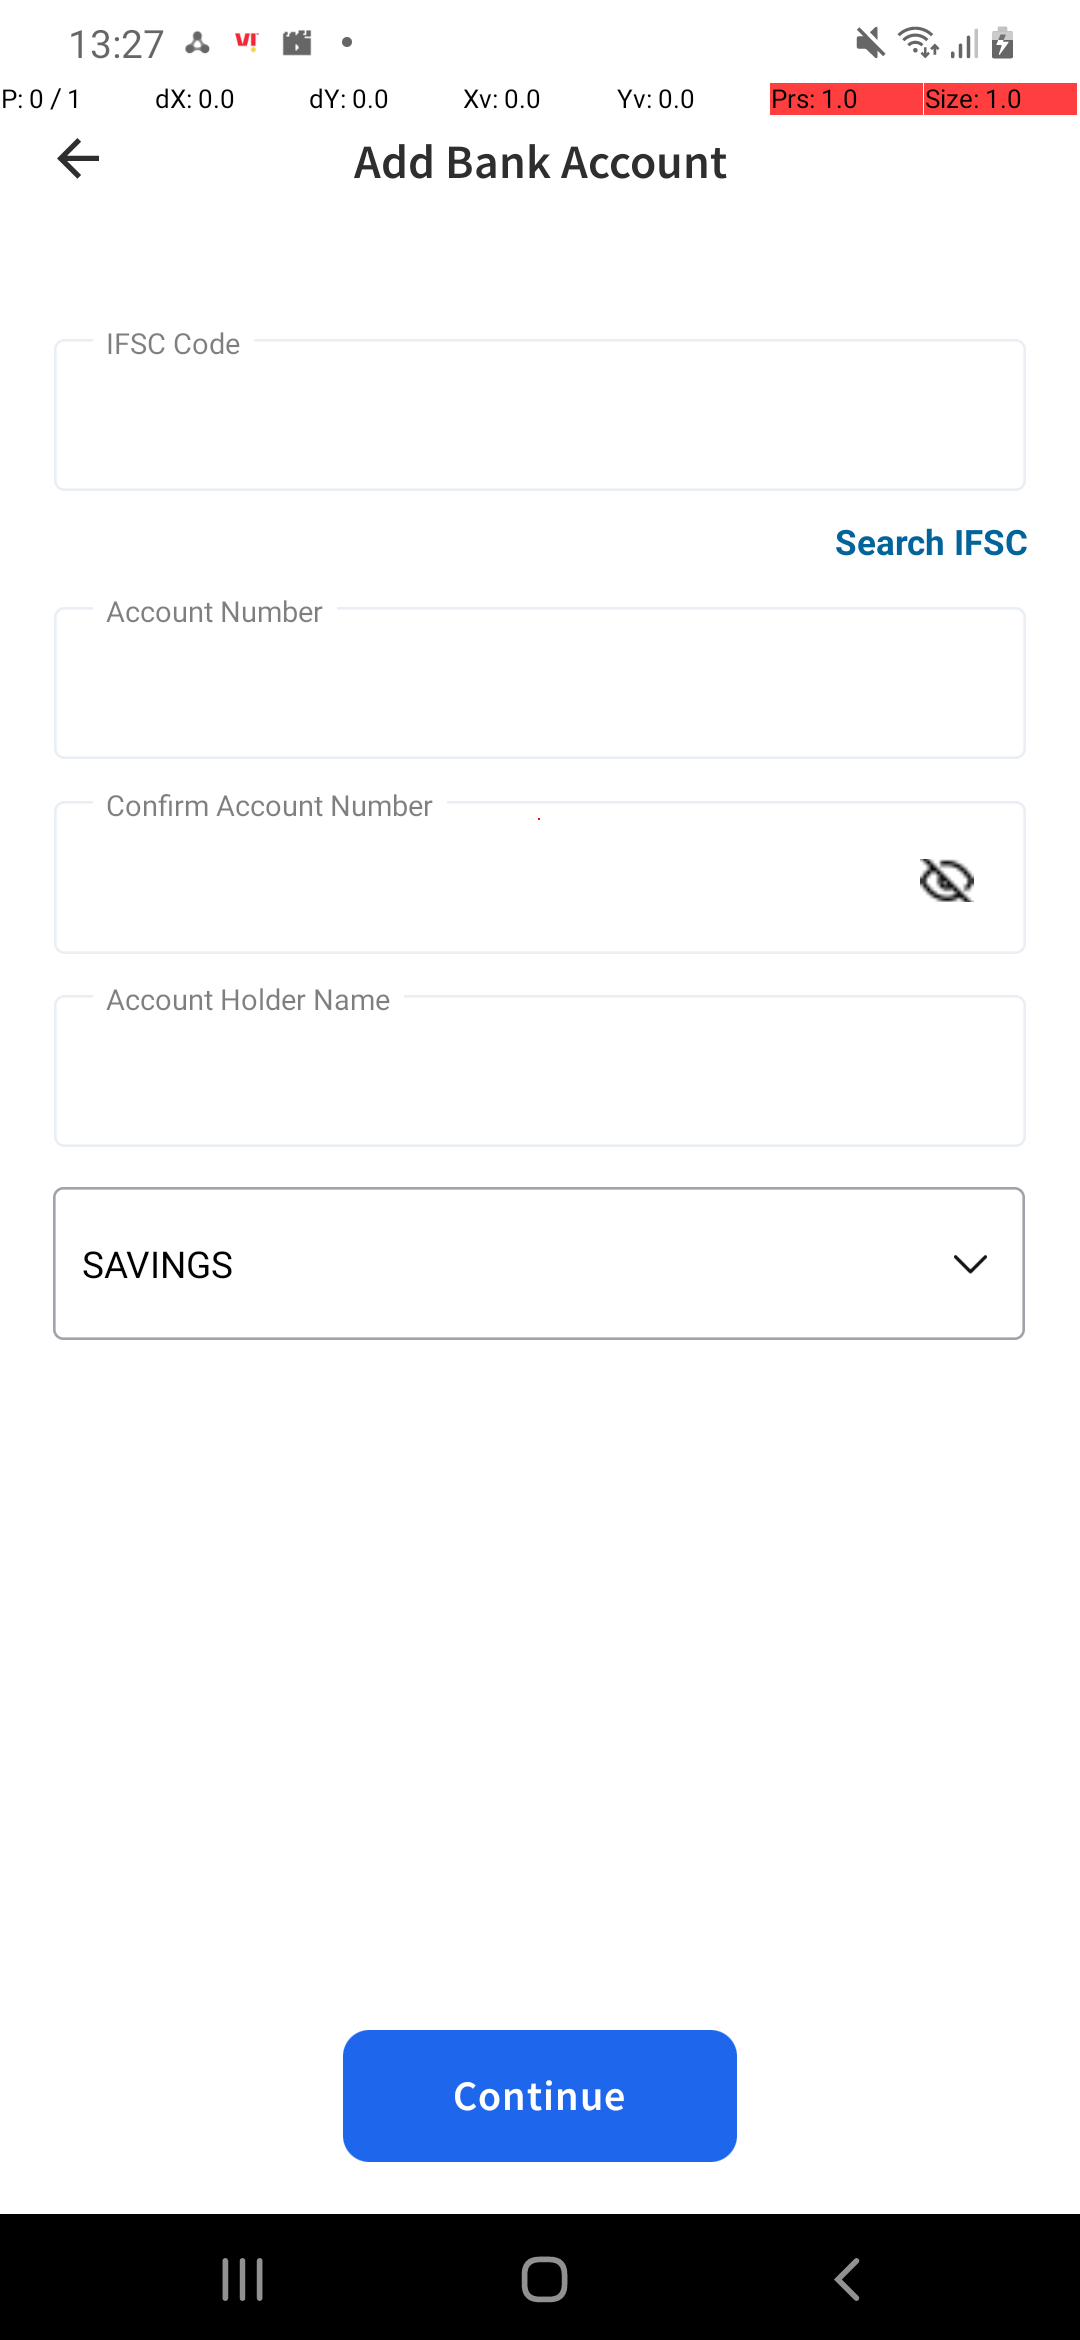 13:27 VI!
P: 0 / 1 dX: 0.0 dY: 0.0 Xv: 0.0 Yv: 0.0 Prs: 1.0 Size: 1.0
Add Bank Account
IFSC Code
Search IFSC
Account Number
Confirm Account Number
Account Holder Name
SAVINGS
Continue